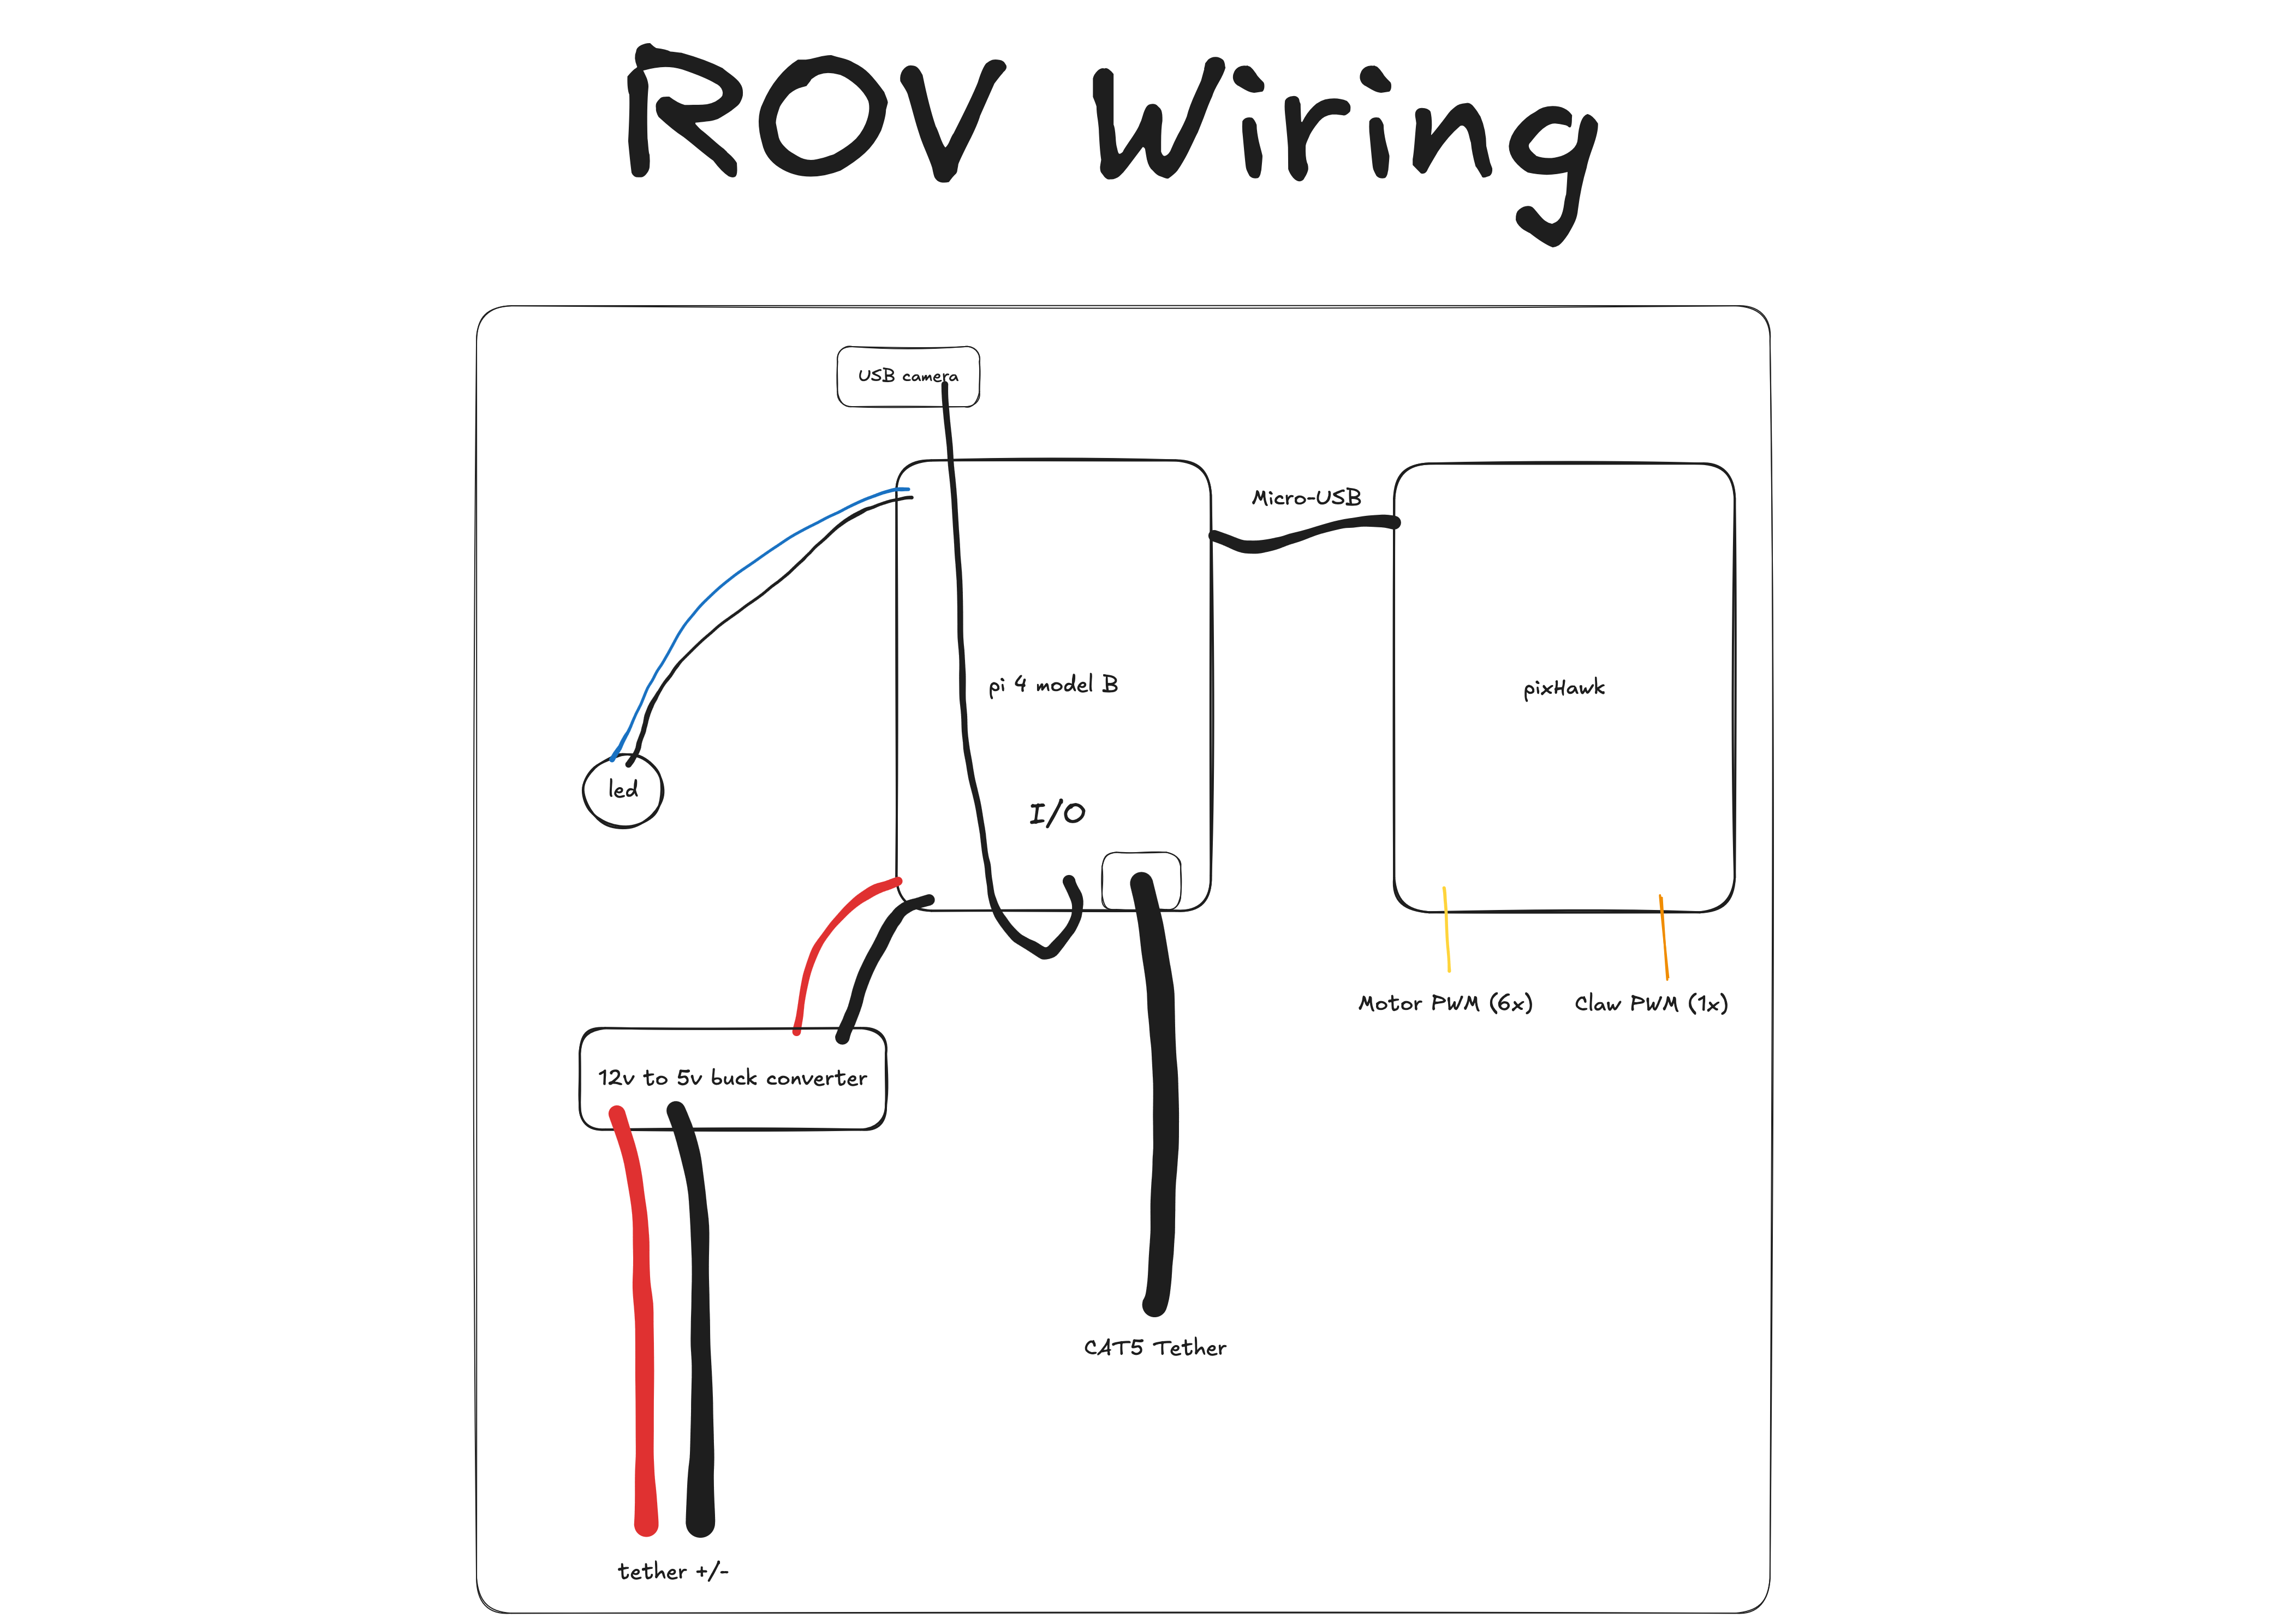 ROV Wiring
USB camera
Micro-USB
pi 4 model B
pixHawk
led
I/O
Motor PWM (6x)
Claw PWM (1x)
12v to 5v buck converter
CAT5 Tether
tether +/-